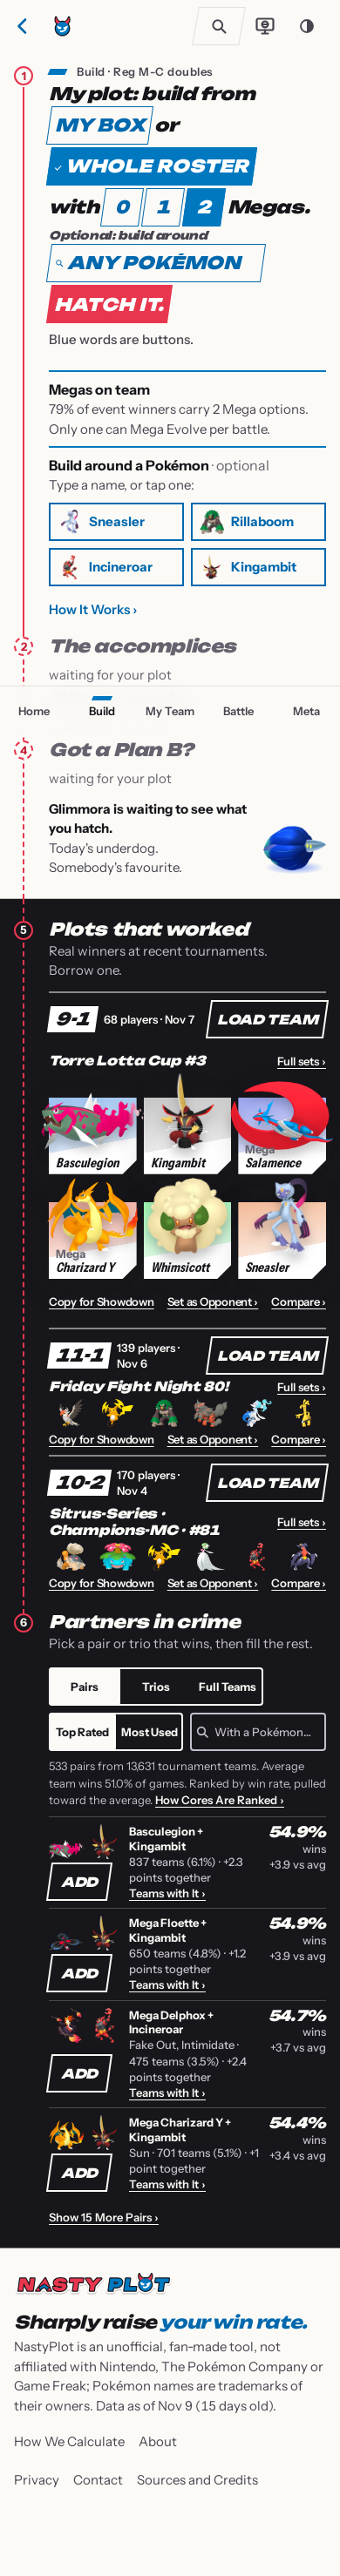 1
Build · Reg M-C doubles
My plot: build from
MY BOX or
WHOLE ROSTER
with 0 1 2 Megas.
Optional: build around
ANY POKÉMON
HATCH IT.
Blue words are buttons.
Megas on team
79% of event winners carry 2 Mega options.
Only one can Mega Evolve per battle.
Build around a Pokémon · optional
Type a name, or tap one:
Sneasler
Rillaboom
Incineroar
Kingambit
How It Works ›
2
The accomplices
waiting for your plot
Home
Build
My Team
Battle
Meta
4
Got a Plan B?
waiting for your plot
Glimmora is waiting to see what
you hatch.
Today's underdog.
Somebody's favourite.
5
Plots that worked
Real winners at recent tournaments.
Borrow one.
9-1
68 players · Nov 7
LOAD TEAM
Torre Lotta Cup #3
Full sets ›
Basculegion
Kingambit
Mega
Salamence
Mega
Charizard Y
Whimsicott
Sneasler
Copy for Showdown
Set as Opponent ›
Compare ›
11-1
139 players ·
Nov 6
LOAD TEAM
Friday Fight Night 80!
Full sets ›
Copy for Showdown
Set as Opponent ›
Compare ›
10-2
170 players ·
Nov 4
LOAD TEAM
Sitrus-Series ·
Champions-MC · #81
Full sets ›
Copy for Showdown
Set as Opponent ›
Compare ›
6
Partners in crime
Pick a pair or trio that wins, then fill the rest.
Pairs
Trios
Full Teams
Top Rated
Most Used
With a Pokémon...
533 pairs from 13,631 tournament teams. Average
team wins 51.0% of games. Ranked by win rate, pulled
toward the average. How Cores Are Ranked ›
Basculegion +
Kingambit
837 teams (6.1%) · +2.3
points together
Teams with It ›
54.9%
wins
+3.9 vs avg
ADD
Mega Floette +
Kingambit
650 teams (4.8%) · +1.2
points together
Teams with It ›
54.9%
wins
+3.9 vs avg
ADD
Mega Delphox +
Incineroar
Fake Out, Intimidate ·
475 teams (3.5%) · +2.4
points together
Teams with It ›
54.7%
wins
+3.7 vs avg
ADD
Mega Charizard Y +
Kingambit
Sun · 701 teams (5.1%) · +1
point together
Teams with It ›
54.4%
wins
+3.4 vs avg
ADD
Show 15 More Pairs ›
NASTY PLOT
Sharply raise your win rate.
NastyPlot is an unofficial, fan-made tool, not
affiliated with Nintendo, The Pokémon Company or
Game Freak; Pokémon names are trademarks of
their owners. Data as of Nov 9 (15 days old).
How We Calculate
About
Privacy
Contact
Sources and Credits